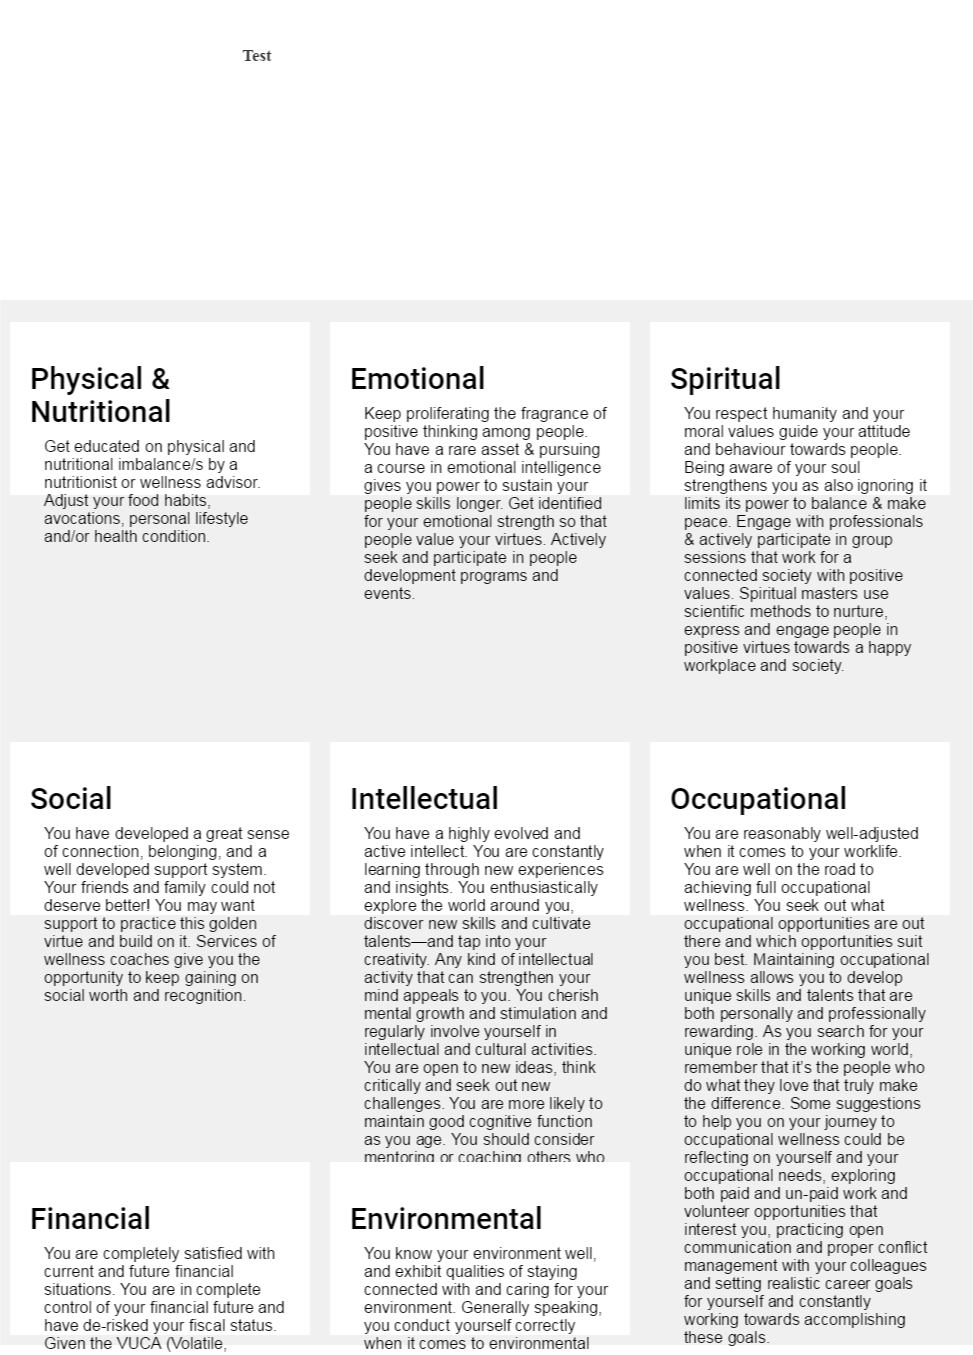 Test
Physical &
Nutritional
Get educated on physical and
nutritional imbalance/s by a
nutritionist or wellness advisor.
Adjust your food habits,
avocations, personal lifestyle
and/or health condition.
Emotional
Keep proliferating the fragrance of
positive thinking among people.
You have a rare asset & pursuing
a course in emotional intelligence
gives you power to sustain your
people skills longer. Get identified
for your emotional strength so that
people value your virtues. Actively
seek and participate in people
development programs and
events.
Spiritual
You respect humanity and your
moral values guide your attitude
and behaviour towards people.
Being aware of your soul
strengthens you as also ignoring it
limits its power to balance & make
peace. Engage with professionals
& actively participate in group
sessions that work for a
connected society with positive
values. Spiritual masters use
scientific methods to nurture,
express and engage people in
positive virtues towards a happy
workplace and society.
Social
You have developed a great sense
of connection, belonging, and a
well developed support system.
Your friends and family could not
deserve better! You may want
support to practice this golden
virtue and build on it. Services of
wellness coaches give you the
opportunity to keep gaining on
social worth and recognition.
Intellectual
You have a highly evolved and
active intellect. You are constantly
learning through new experiences
and insights. You enthusiastically
explore the world around you,
discover new skills and cultivate
talents—and tap into your
creativity. Any kind of intellectual
activity that can strengthen your
mind appeals to you. You cherish
mental growth and stimulation and
regularly involve yourself in
intellectual and cultural activities.
You are open to new ideas, think
critically and seek out new
challenges. You are more likely to
maintain good cognitive function
as you age. You should consider
mentoring or coaching others who
Occupational
You are reasonably well-adjusted
when it comes to your worklife.
You are well on the road to
achieving full occupational
wellness. You seek out what
occupational opportunities are out
there and which opportunities suit
you best. Maintaining occupational
wellness allows you to develop
unique skills and talents that are
both personally and professionally
rewarding. As you search for your
unique role in the working world,
remember that it's the people who
do what they love that truly make
the difference. Some suggestions
to help you on your journey to
occupational wellness could be
reflecting on yourself and your
occupational needs, exploring
both paid and un-paid work and
volunteer opportunities that
interest you, practicing open
communication and proper conflict
management with your colleagues
and setting realistic career goals
for yourself and constantly
working towards accomplishing
these goals.
Financial
You are completely satisfied with
current and future financial
situations. You are in complete
control of your financial future and
have de-risked your fiscal status.
Given the VUCA (Volatile,
Environmental
You know your environment well,
and exhibit qualities of staying
connected with and caring for your
environment. Generally speaking,
you conduct yourself correctly
when it comes to environmental